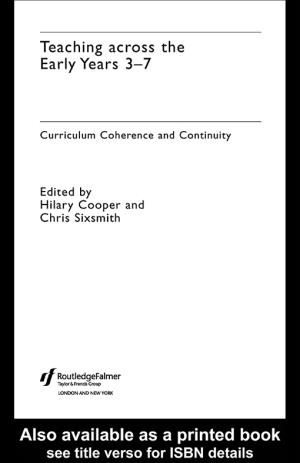 Teaching across the
Early Years 3–7
Curriculum Coherence and Continuity
Edited by
Hilary Cooper and
Chris Sixsmith
RoutledgeFalmer
Taylor & Francis Group
LONDON AND NEW YORK
Also available as a printed book
see title verso for ISBN details